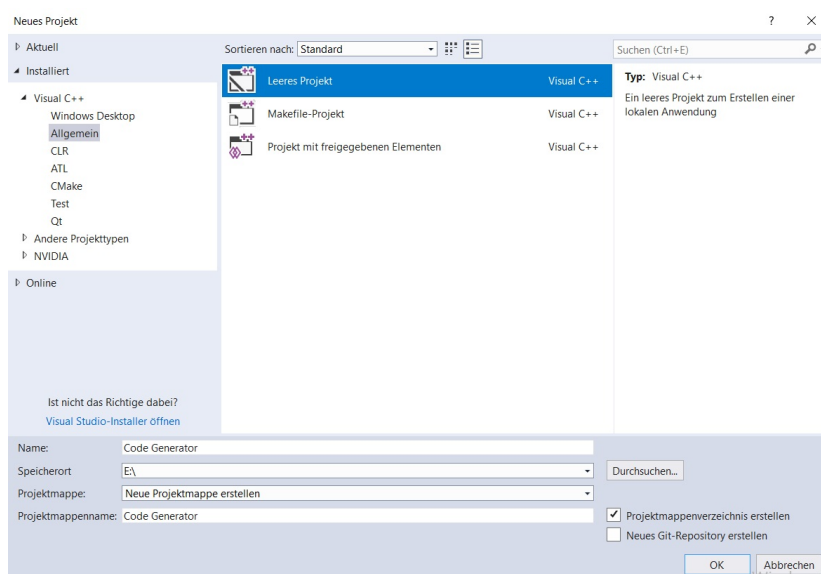 Neues Projekt
Aktuell
Installiert
Visual C++
Windows Desktop
Allgemein
CLR
ATL
CMake
Test
Qt
Andere Projekttypen
NVIDIA
Online
Ist nicht das Richtige dabei?
Visual Studio-Installer öffnen
Sortieren nach: Standard
Leeres Projekt Visual C++
Makefile-Projekt Visual C++
Projekt mit freigegebenen Elementen Visual C++
Suchen (Ctrl+E)
Typ: Visual C++
Ein leeres Projekt zum Erstellen einer
lokalen Anwendung
Name: Code Generator
Speicherort E:\
Durchsuchen...
Projektmappe: Neue Projektmappe erstellen
Projektmappenname: Code Generator
Projektmappenverzeichnis erstellen
Neues Git-Repository erstellen
OK Abbrechen